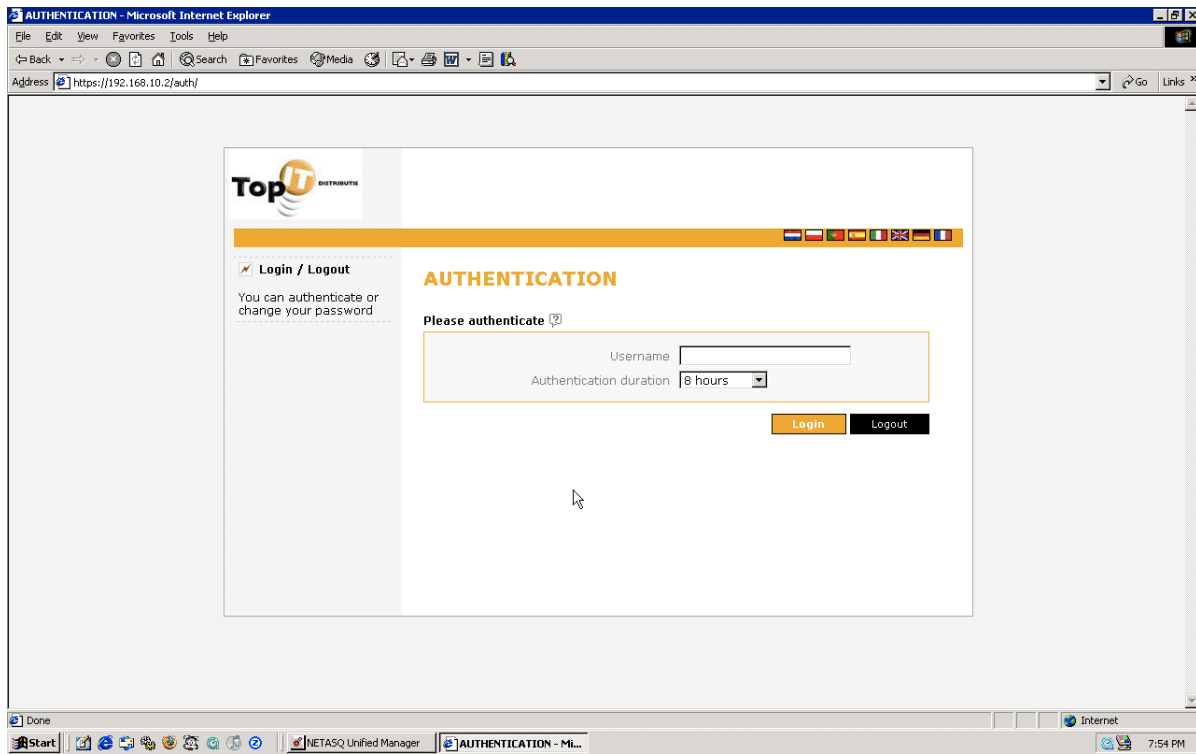 AUTHENTICATION - Microsoft Internet Explorer
File Edit View Favorites Tools Help
Back Search Favorites Media
Address https://192.168.10.2/auth/ Go Links »
Top IT DISTRIBUTIE
Login / Logout
You can authenticate or
change your password
AUTHENTICATION
Please authenticate ?
Username
Authentication duration 8 hours
Login Logout
Done Internet
Start NETASQ Unified Manager AUTHENTICATION - Mi... 7:54 PM